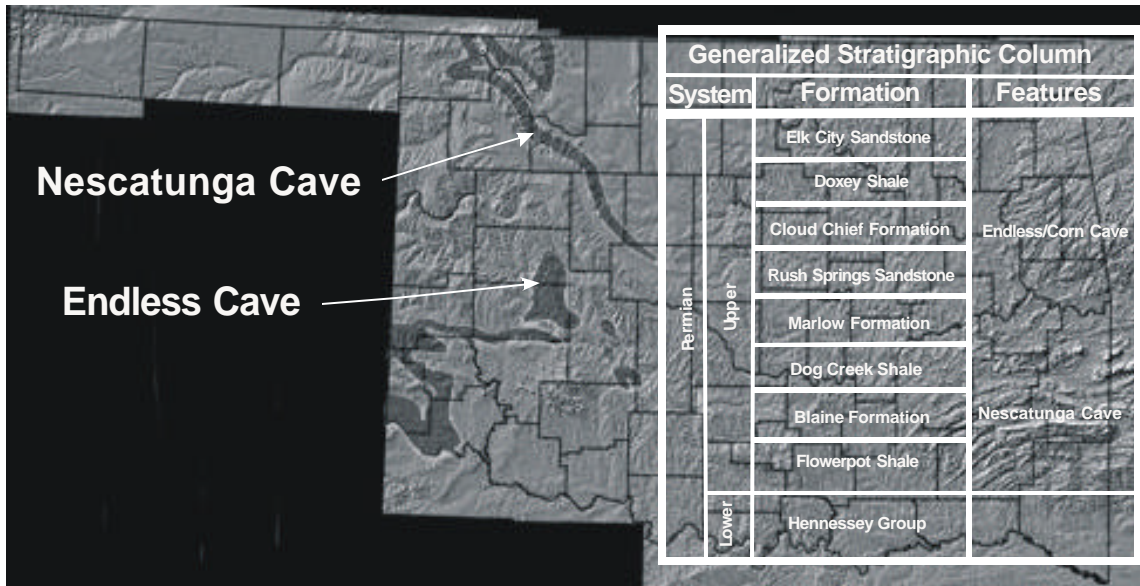 Nescatunga Cave
Endless Cave
Generalized Stratigraphic Column
System Formation Features
Permian
Upper
Lower
Elk City Sandstone
Doxey Shale
Cloud Chief Formation
Endless/Corn Cave
Rush Springs Sandstone
Marlow Formation
Dog Creek Shale
Blaine Formation
Nescatunga Cave
Flowerpot Shale
Hennessey Group